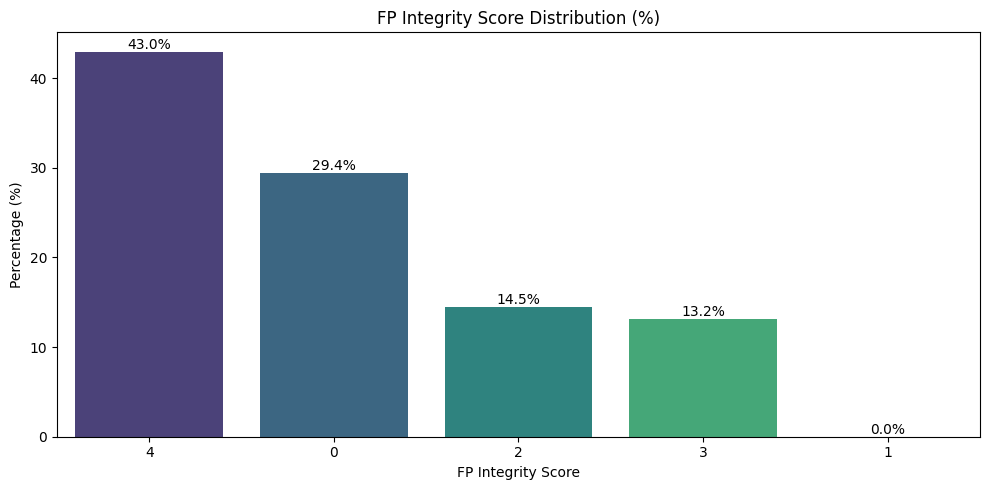 FP Integrity Score Distribution (%)
43.0%
29.4%
14.5%
13.2%
0.0%
40
30
20
10
0
Percentage (%)
4 0 2 3 1
FP Integrity Score